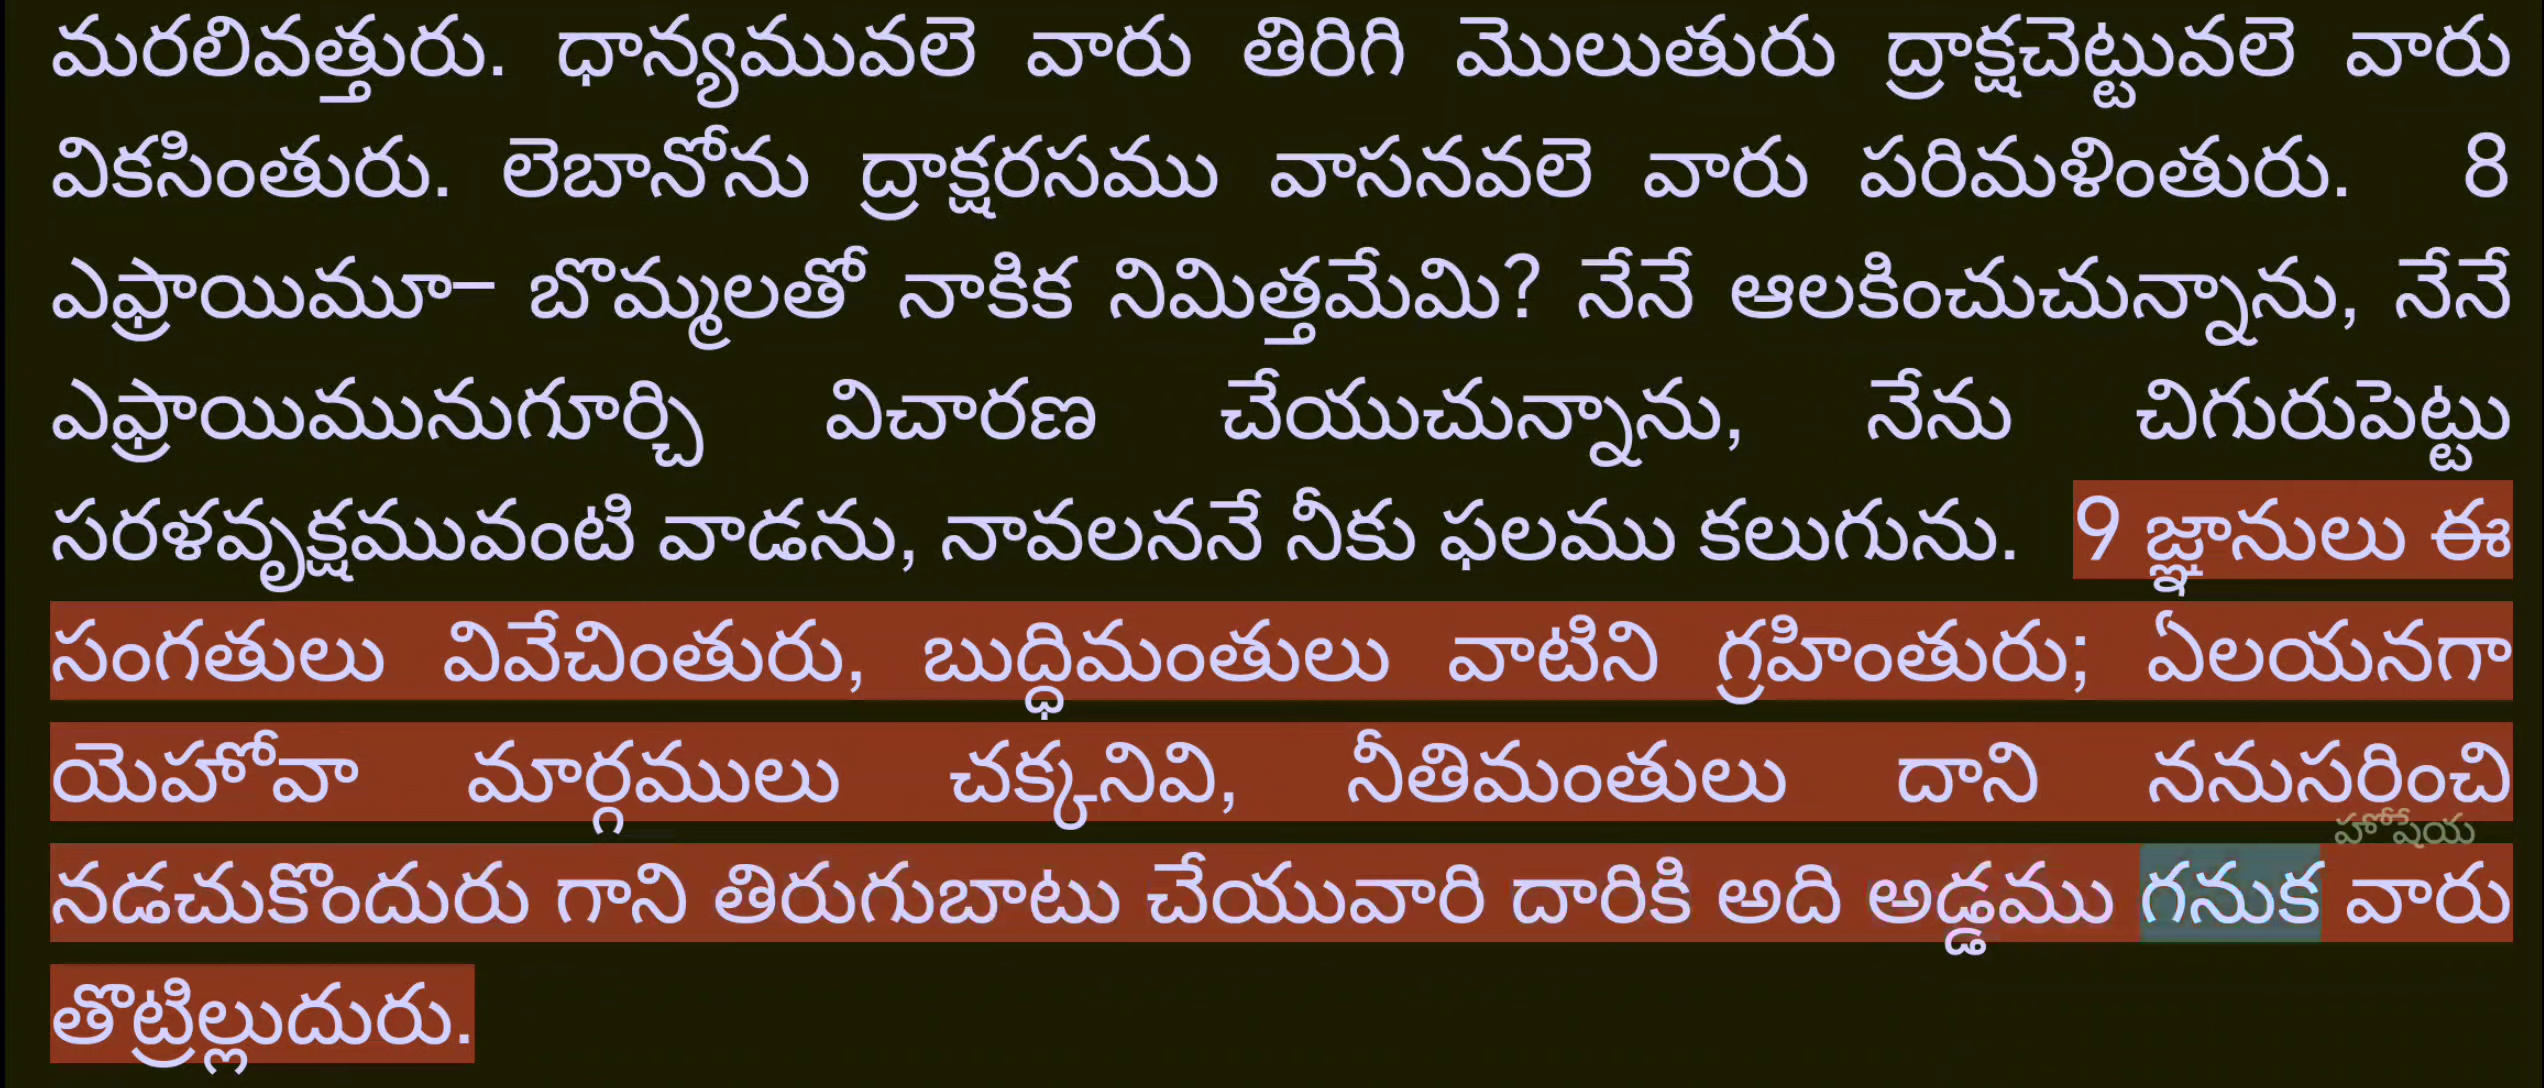 మరలివత్తురు. ధాన్యమువలె వారు తిరిగి మొలుతురు ద్రాక్షచెట్టువలె వారు
వికసింతురు. లెబానోను ద్రాక్షరసము వాసనవలె వారు పరిమళింతురు. 8
ఎఫ్రాయిమూ– బొమ్మలతో నాకిక నిమిత్తమేమి? నేనే ఆలకించుచున్నాను, నేనే
ఎఫ్రాయిమునుగూర్చి విచారణ చేయుచున్నాను, నేను చిగురుపెట్టు
సరళవృక్షమువంటి వాడను, నావలననే నీకు ఫలము కలుగును. 9 జ్ఞానులు ఈ
సంగతులు వివేచింతురు, బుద్ధిమంతులు వాటిని గ్రహింతురు; ఏలయనగా
యెహోవా మార్గములు చక్కనివి, నీతిమంతులు దాని ననుసరించి
హోషేయ
నడచుకొందురు గాని తిరుగుబాటు చేయువారి దారికి అది అడ్డము గనుక వారు
తొట్రిల్లుదురు.